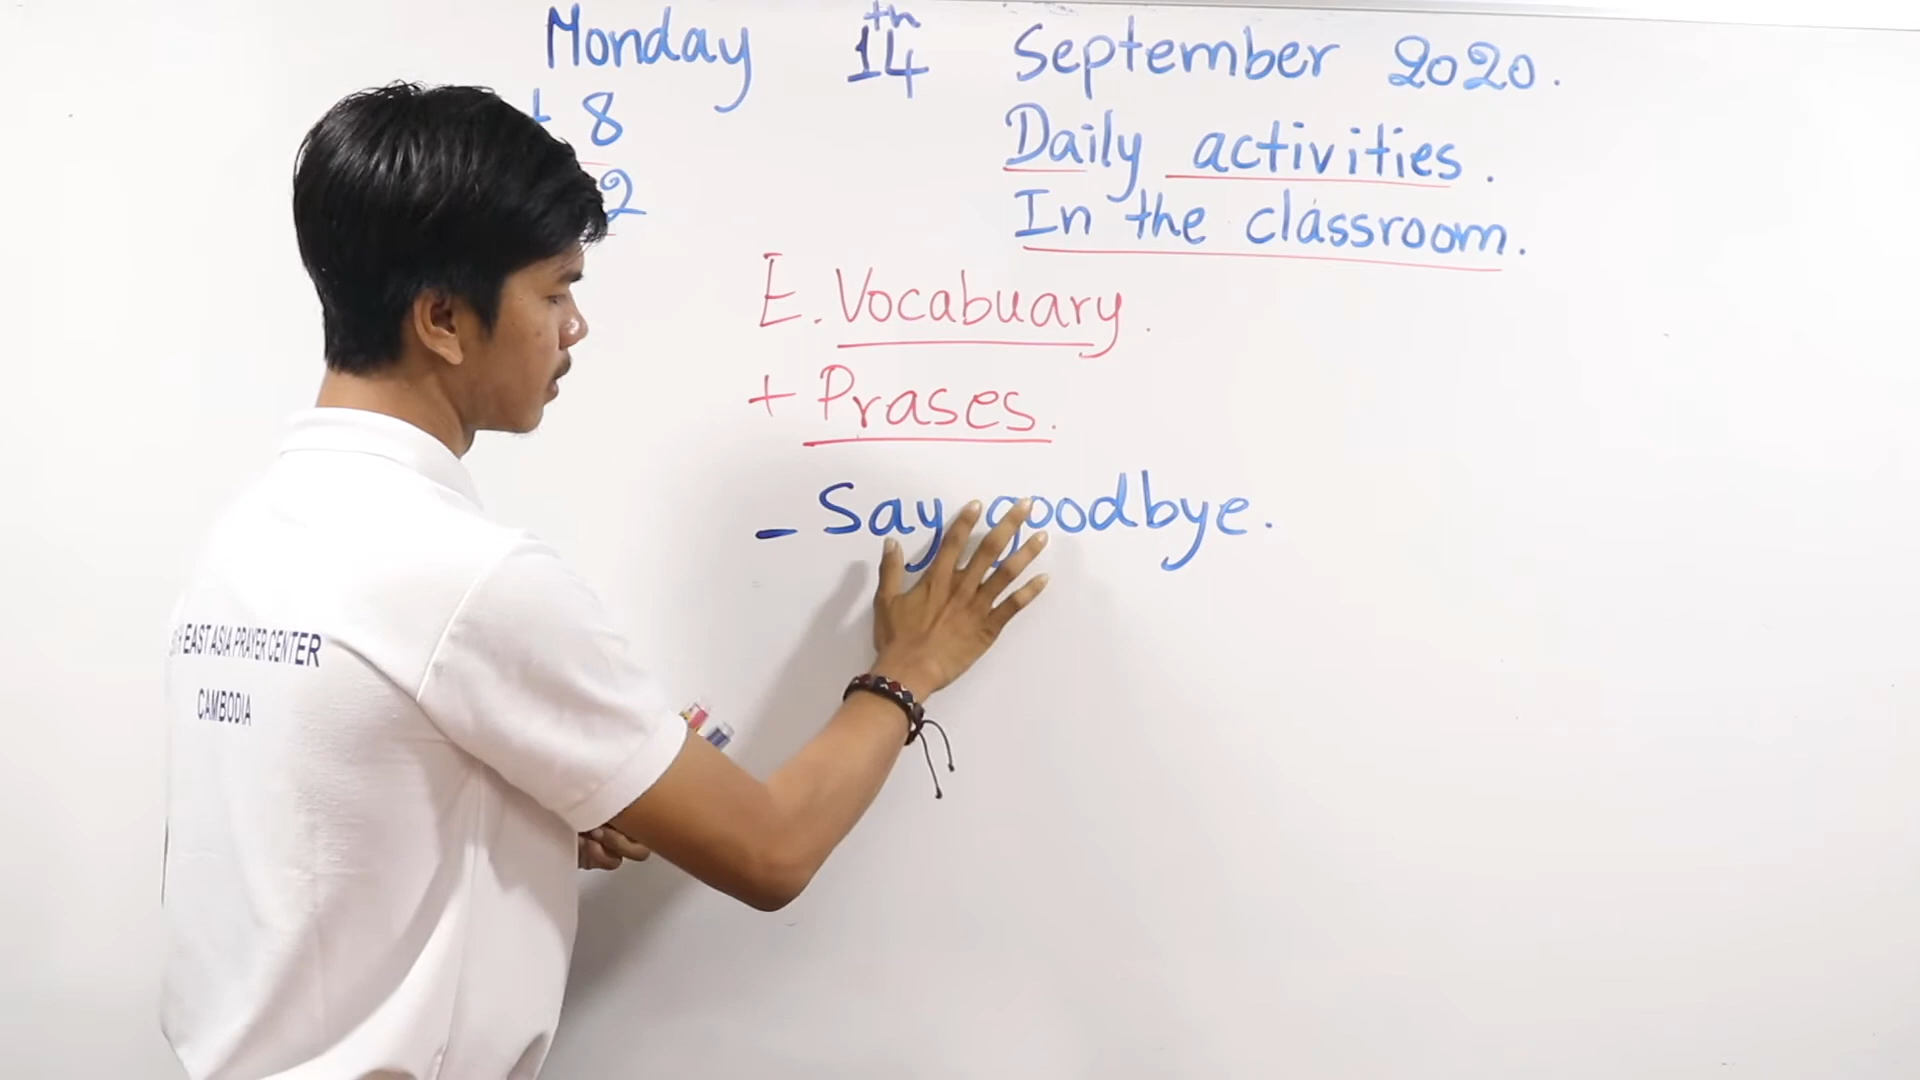 Monday 14th September 2020.
+ 8
2
Daily activities.
In the classroom.
E. Vocabuary.
+ Prases.
- Say goodbye.
EAST ASIA PRAYER CENTER
CAMBODIA